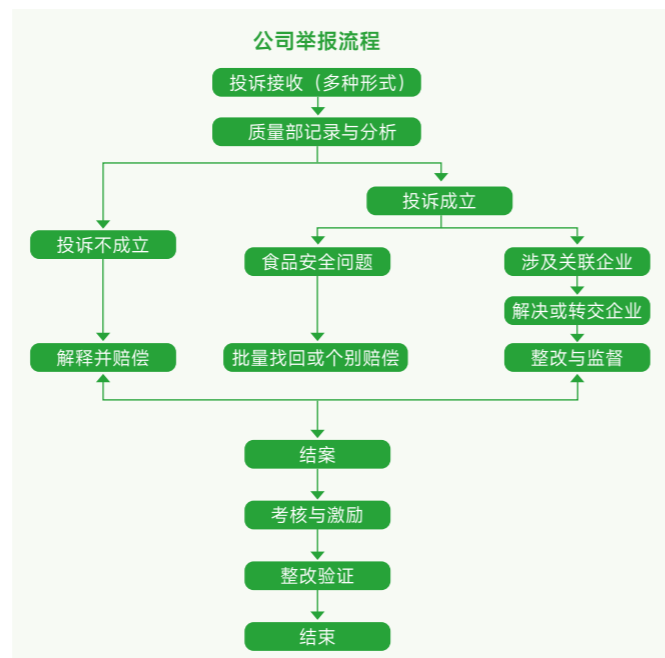 公司举报流程
投诉接收（多种形式）
质量部记录与分析
投诉成立
投诉不成立
食品安全问题
涉及关联企业
解决或转交企业
解释并赔偿
批量找回或个别赔偿
整改与监督
结案
考核与激励
整改验证
结束